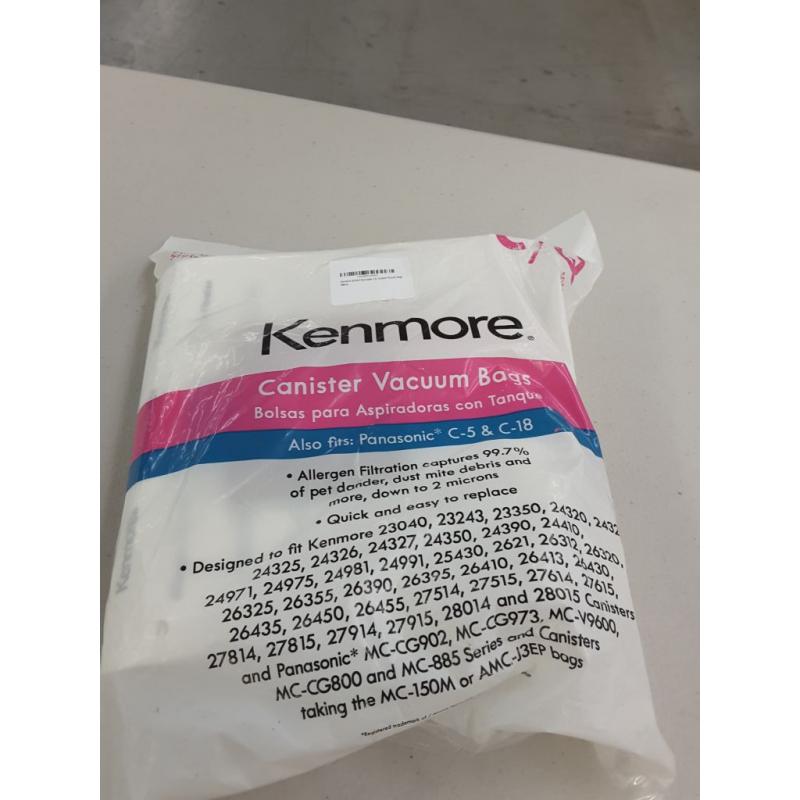 Kenmore®
Canister Vacuum Bags
Bolsas para Aspiradoras con Tanque
Also fits: Panasonic* C-5 & C-18
• Allergen Filtration captures 99.7%
of pet dander, dust mite debris and
more, down to 2 microns
• Quick and easy to replace
• Designed to fit Kenmore 23040, 23243, 23350, 24320, 2432
24325, 24326, 24327, 24350, 24390, 24410,
24971, 24975, 24981, 24991, 25430, 2621, 26312, 26320,
26325, 26355, 26390, 26395, 26410, 26413, 26430,
26435, 26450, 26455, 27514, 27515, 27614, 27615,
27814, 27815, 27914, 27915, 28014 and 28015 Canisters
and Panasonic* MC-CG902, MC-CG973, MC-V9600,
MC-CG800 and MC-885 Series and Canisters
taking the MC-150M or AMC-J3EP bags
*Registered trademark of
Kenmore